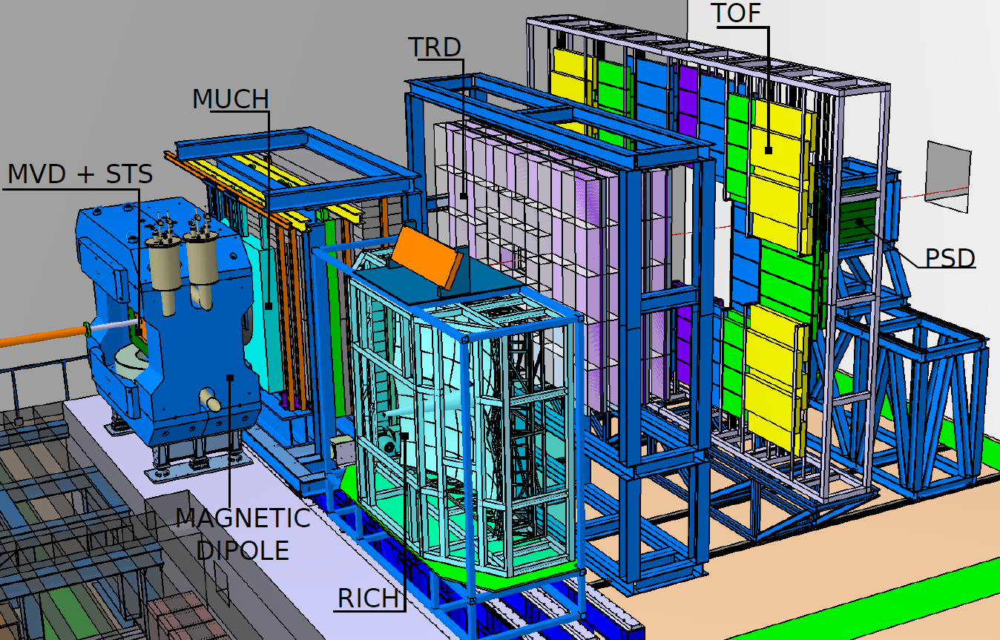 TOF
TRD
MUCH
MVD + STS
PSD
MAGNETIC
DIPOLE
RICH